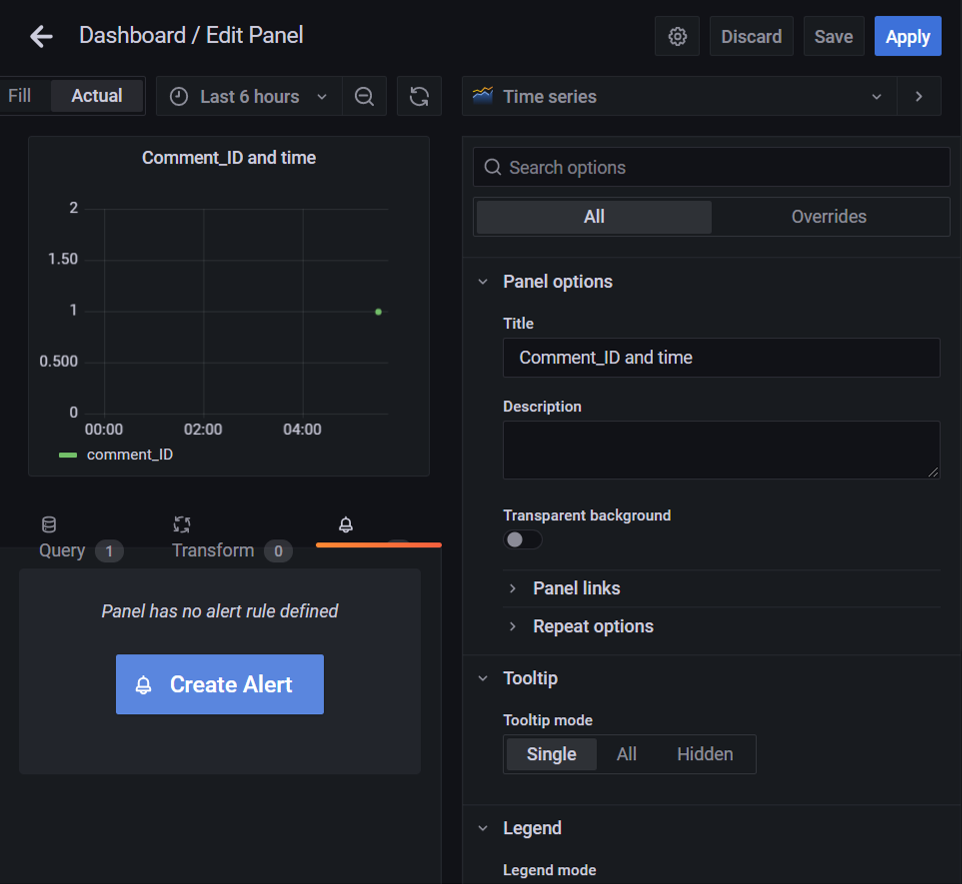 Dashboard / Edit Panel
Discard
Save
Apply
Fill
Actual
Last 6 hours
Time series
Comment_ID and time
2
1.50
1
0.500
0
00:00
02:00
04:00
comment_ID
Query 1
Transform 0
Panel has no alert rule defined
Create Alert
Search options
All
Overrides
Panel options
Title
Comment_ID and time
Description
Transparent background
Panel links
Repeat options
Tooltip
Tooltip mode
Single
All
Hidden
Legend
Legend mode